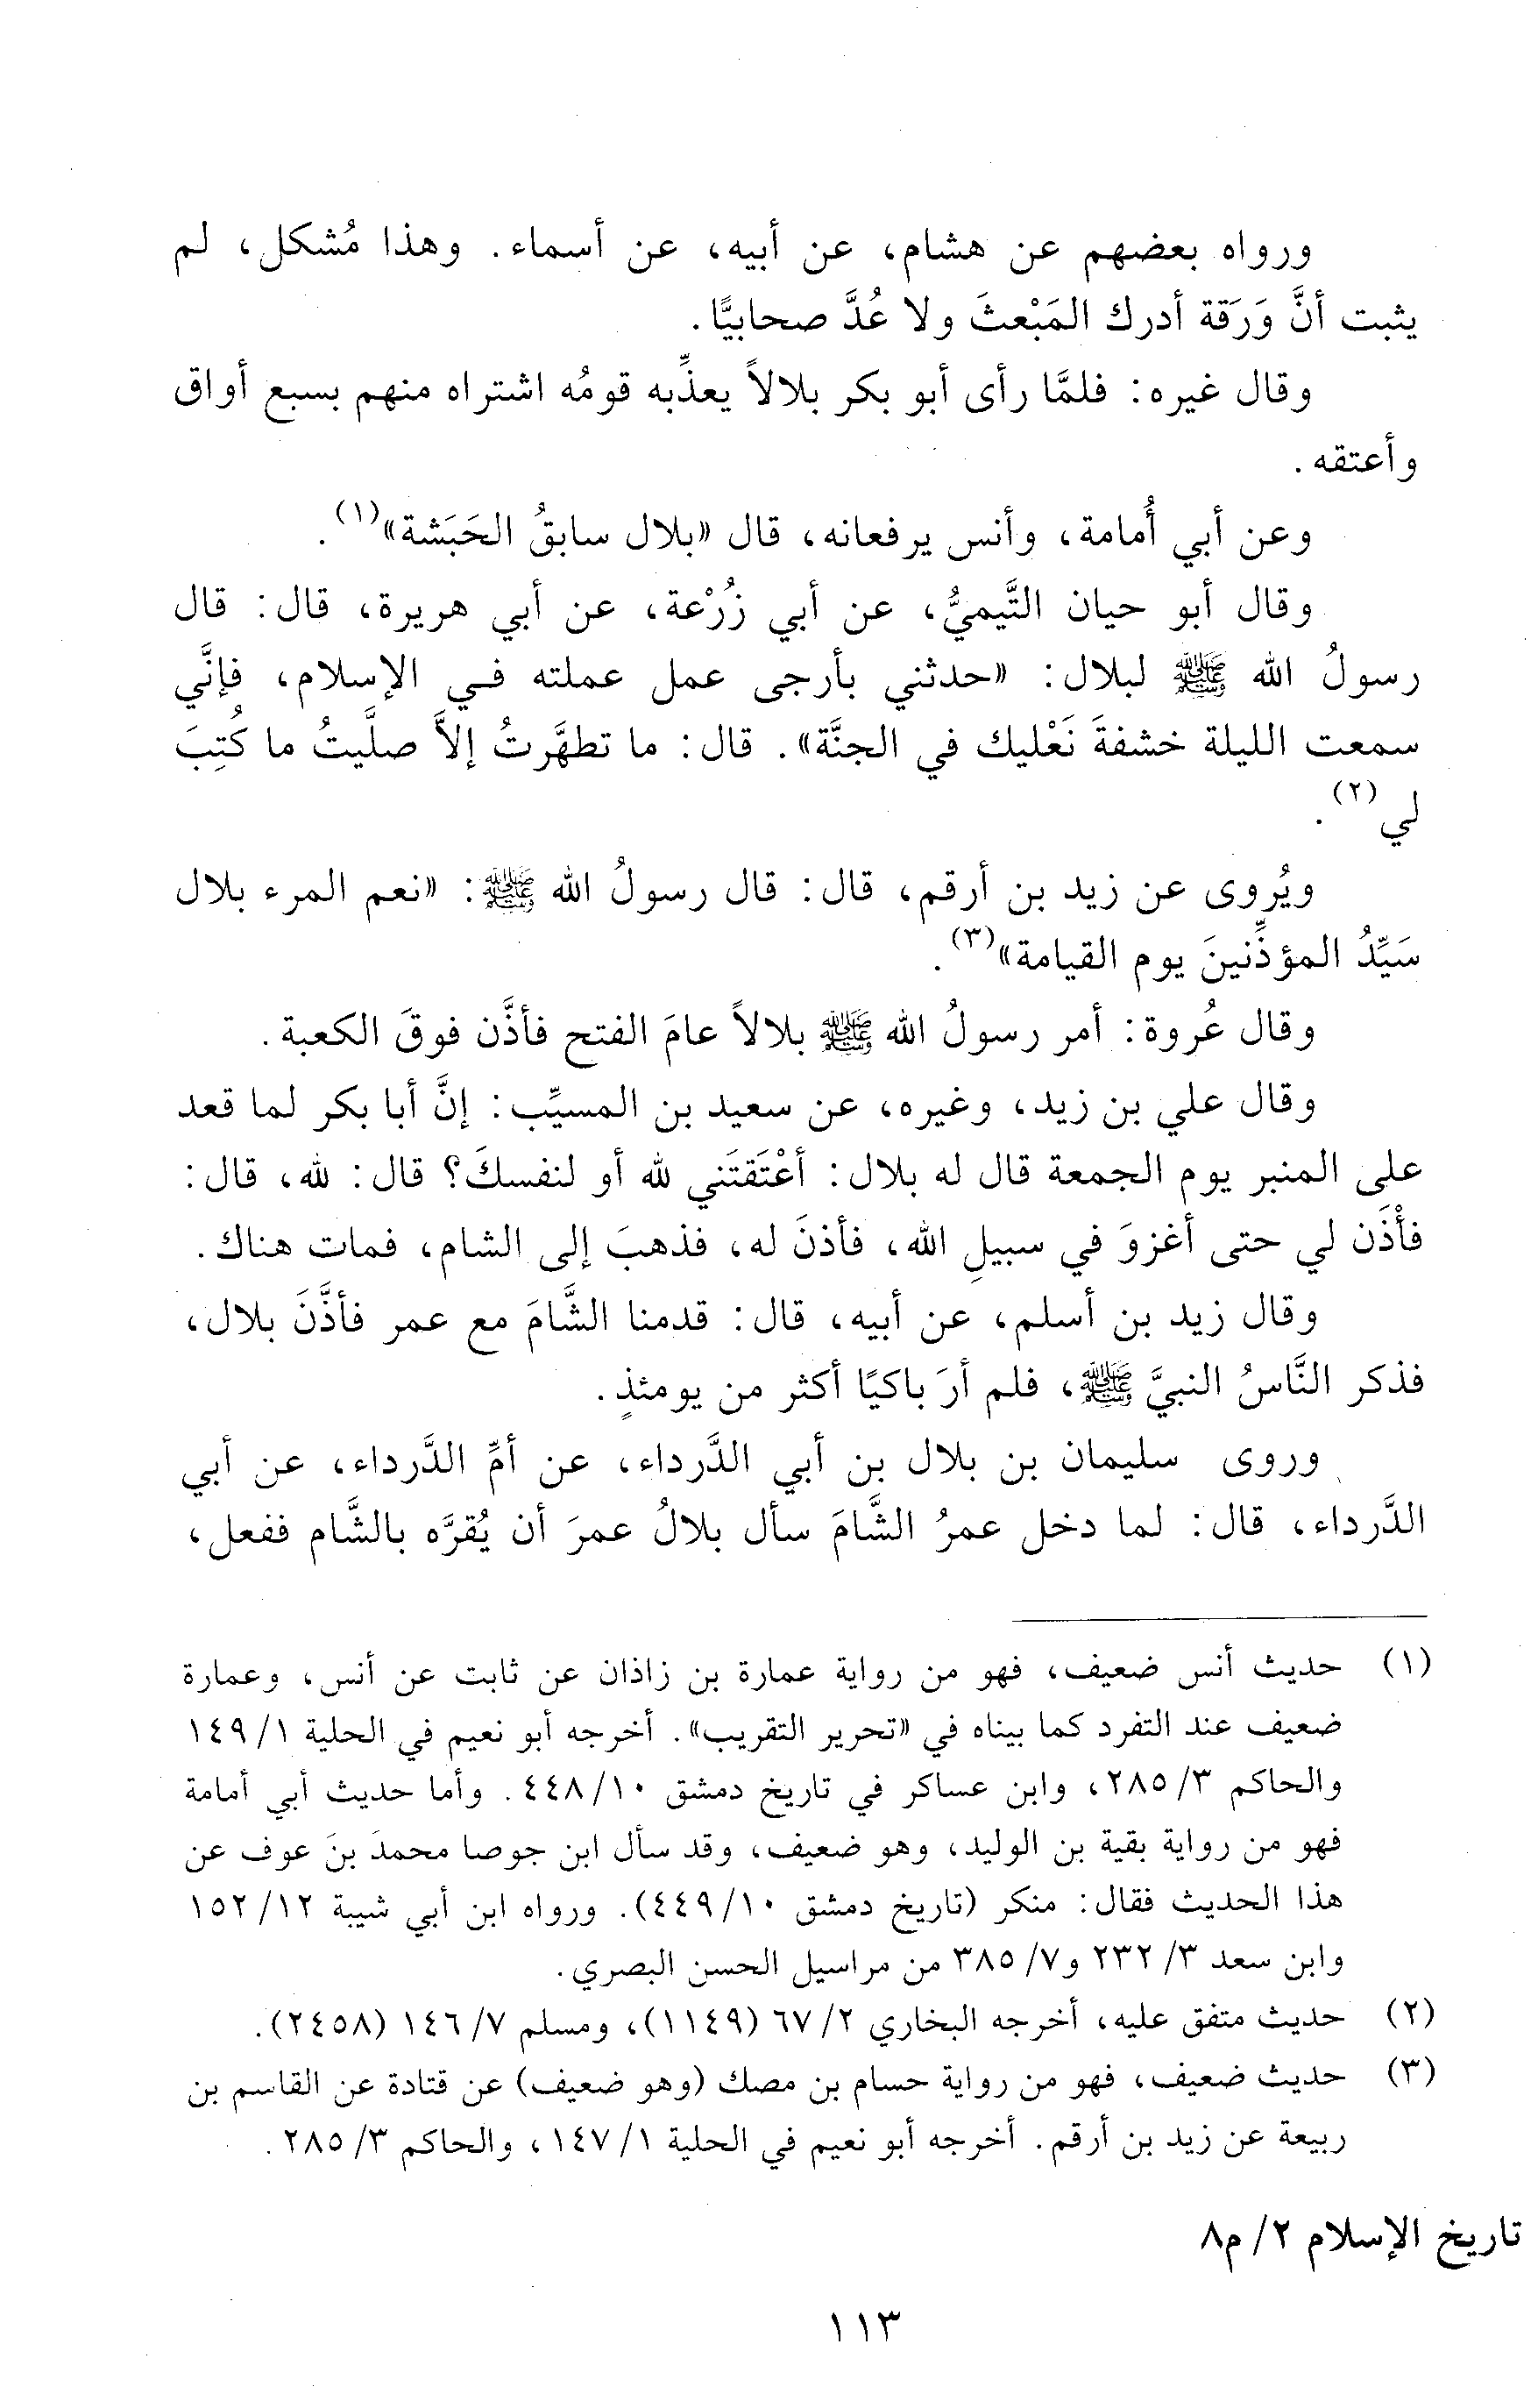 ورواه بعضهم عن هشام، عن أبيه، عن أسماء. وهذا مُشكل، لم
يثبت أنَّ وَرَقة أدرك المَبْعثَ ولا عُدَّ صحابيًّا.
وقال غيره: فلمَّا رأى أبو بكر بلالاً يعذِّبه قومُه اشتراه منهم بسبع أواق
وأعتقه.
وعن أبي أُمامة، وأنس يرفعانه، قال «بلال سابقُ الحَبَشة»(١).
وقال أبو حيان التَّيميُّ، عن أبي زُرْعة، عن أبي هريرة، قال: قال
رسولُ الله ﷺ لبلال: «حدثني بأرجى عمل عملته في الإسلام، فإنَّي
سمعت الليلة خشفةَ نَعْليك في الجنَّة». قال: ما تطهَّرتُ إلاَّ صلَّيتُ ما كُتِبَ
لي(٢).
ويُروى عن زيد بن أرقم، قال: قال رسولُ الله ﷺ: «نعم المرء بلال
سَيِّدُ المؤذِّنينَ يوم القيامة»(٣).
وقال عُروة: أمر رسولُ الله ﷺ بلالاً عامَ الفتح فأذَّن فوقَ الكعبة.
وقال علي بن زيد، وغيره، عن سعيد بن المسيِّب: إنَّ أبا بكر لما قعد
على المنبر يوم الجمعة قال له بلال: أعْتَقتَني لله أو لنفسكَ؟ قال: لله، قال:
فأْذَن لي حتى أغزوَ في سبيلِ الله، فأذنَ له، فذهبَ إلى الشام، فمات هناك.
وقال زيد بن أسلم، عن أبيه، قال: قدمنا الشَّامَ مع عمر فأذَّنَ بلال،
فذكر النَّاسُ النبيَّ ﷺ، فلم أرَ باكيًا أكثر من يومئذٍ.
وروى سليمان بن بلال بن أبي الدَّرداء، عن أمِّ الدَّرداء، عن أبي
الدَّرداء، قال: لما دخل عمرُ الشَّامَ سأل بلالُ عمرَ أن يُقرَّه بالشَّام ففعل،
(١) حديث أنس ضعيف، فهو من رواية عمارة بن زاذان عن ثابت عن أنس، وعمارة
ضعيف عند التفرد كما بيناه في «تحرير التقريب». أخرجه أبو نعيم في الحلية ١/ ١٤٩
والحاكم ٣/ ٢٨٥، وابن عساكر في تاريخ دمشق ١٠/ ٤٤٨. وأما حديث أبي أمامة
فهو من رواية بقية بن الوليد، وهو ضعيف، وقد سأل ابن جوصا محمدَ بنَ عوف عن
هذا الحديث فقال: منكر (تاريخ دمشق ١٠/ ٤٤٩). ورواه ابن أبي شيبة ١٢/ ١٥٢
وابن سعد ٣/ ٢٣٢ و٧/ ٣٨٥ من مراسيل الحسن البصري.
(٢) حديث متفق عليه، أخرجه البخاري ٢/ ٦٧ (١١٤٩)، ومسلم ٧/ ١٤٦ (٢٤٥٨).
(٣) حديث ضعيف، فهو من رواية حسام بن مصك (وهو ضعيف) عن قتادة عن القاسم بن
ربيعة عن زيد بن أرقم. أخرجه أبو نعيم في الحلية ١/ ١٤٧، والحاكم ٣/ ٢٨٥.
تاريخ الإسلام ٢/ م٨
١١٣